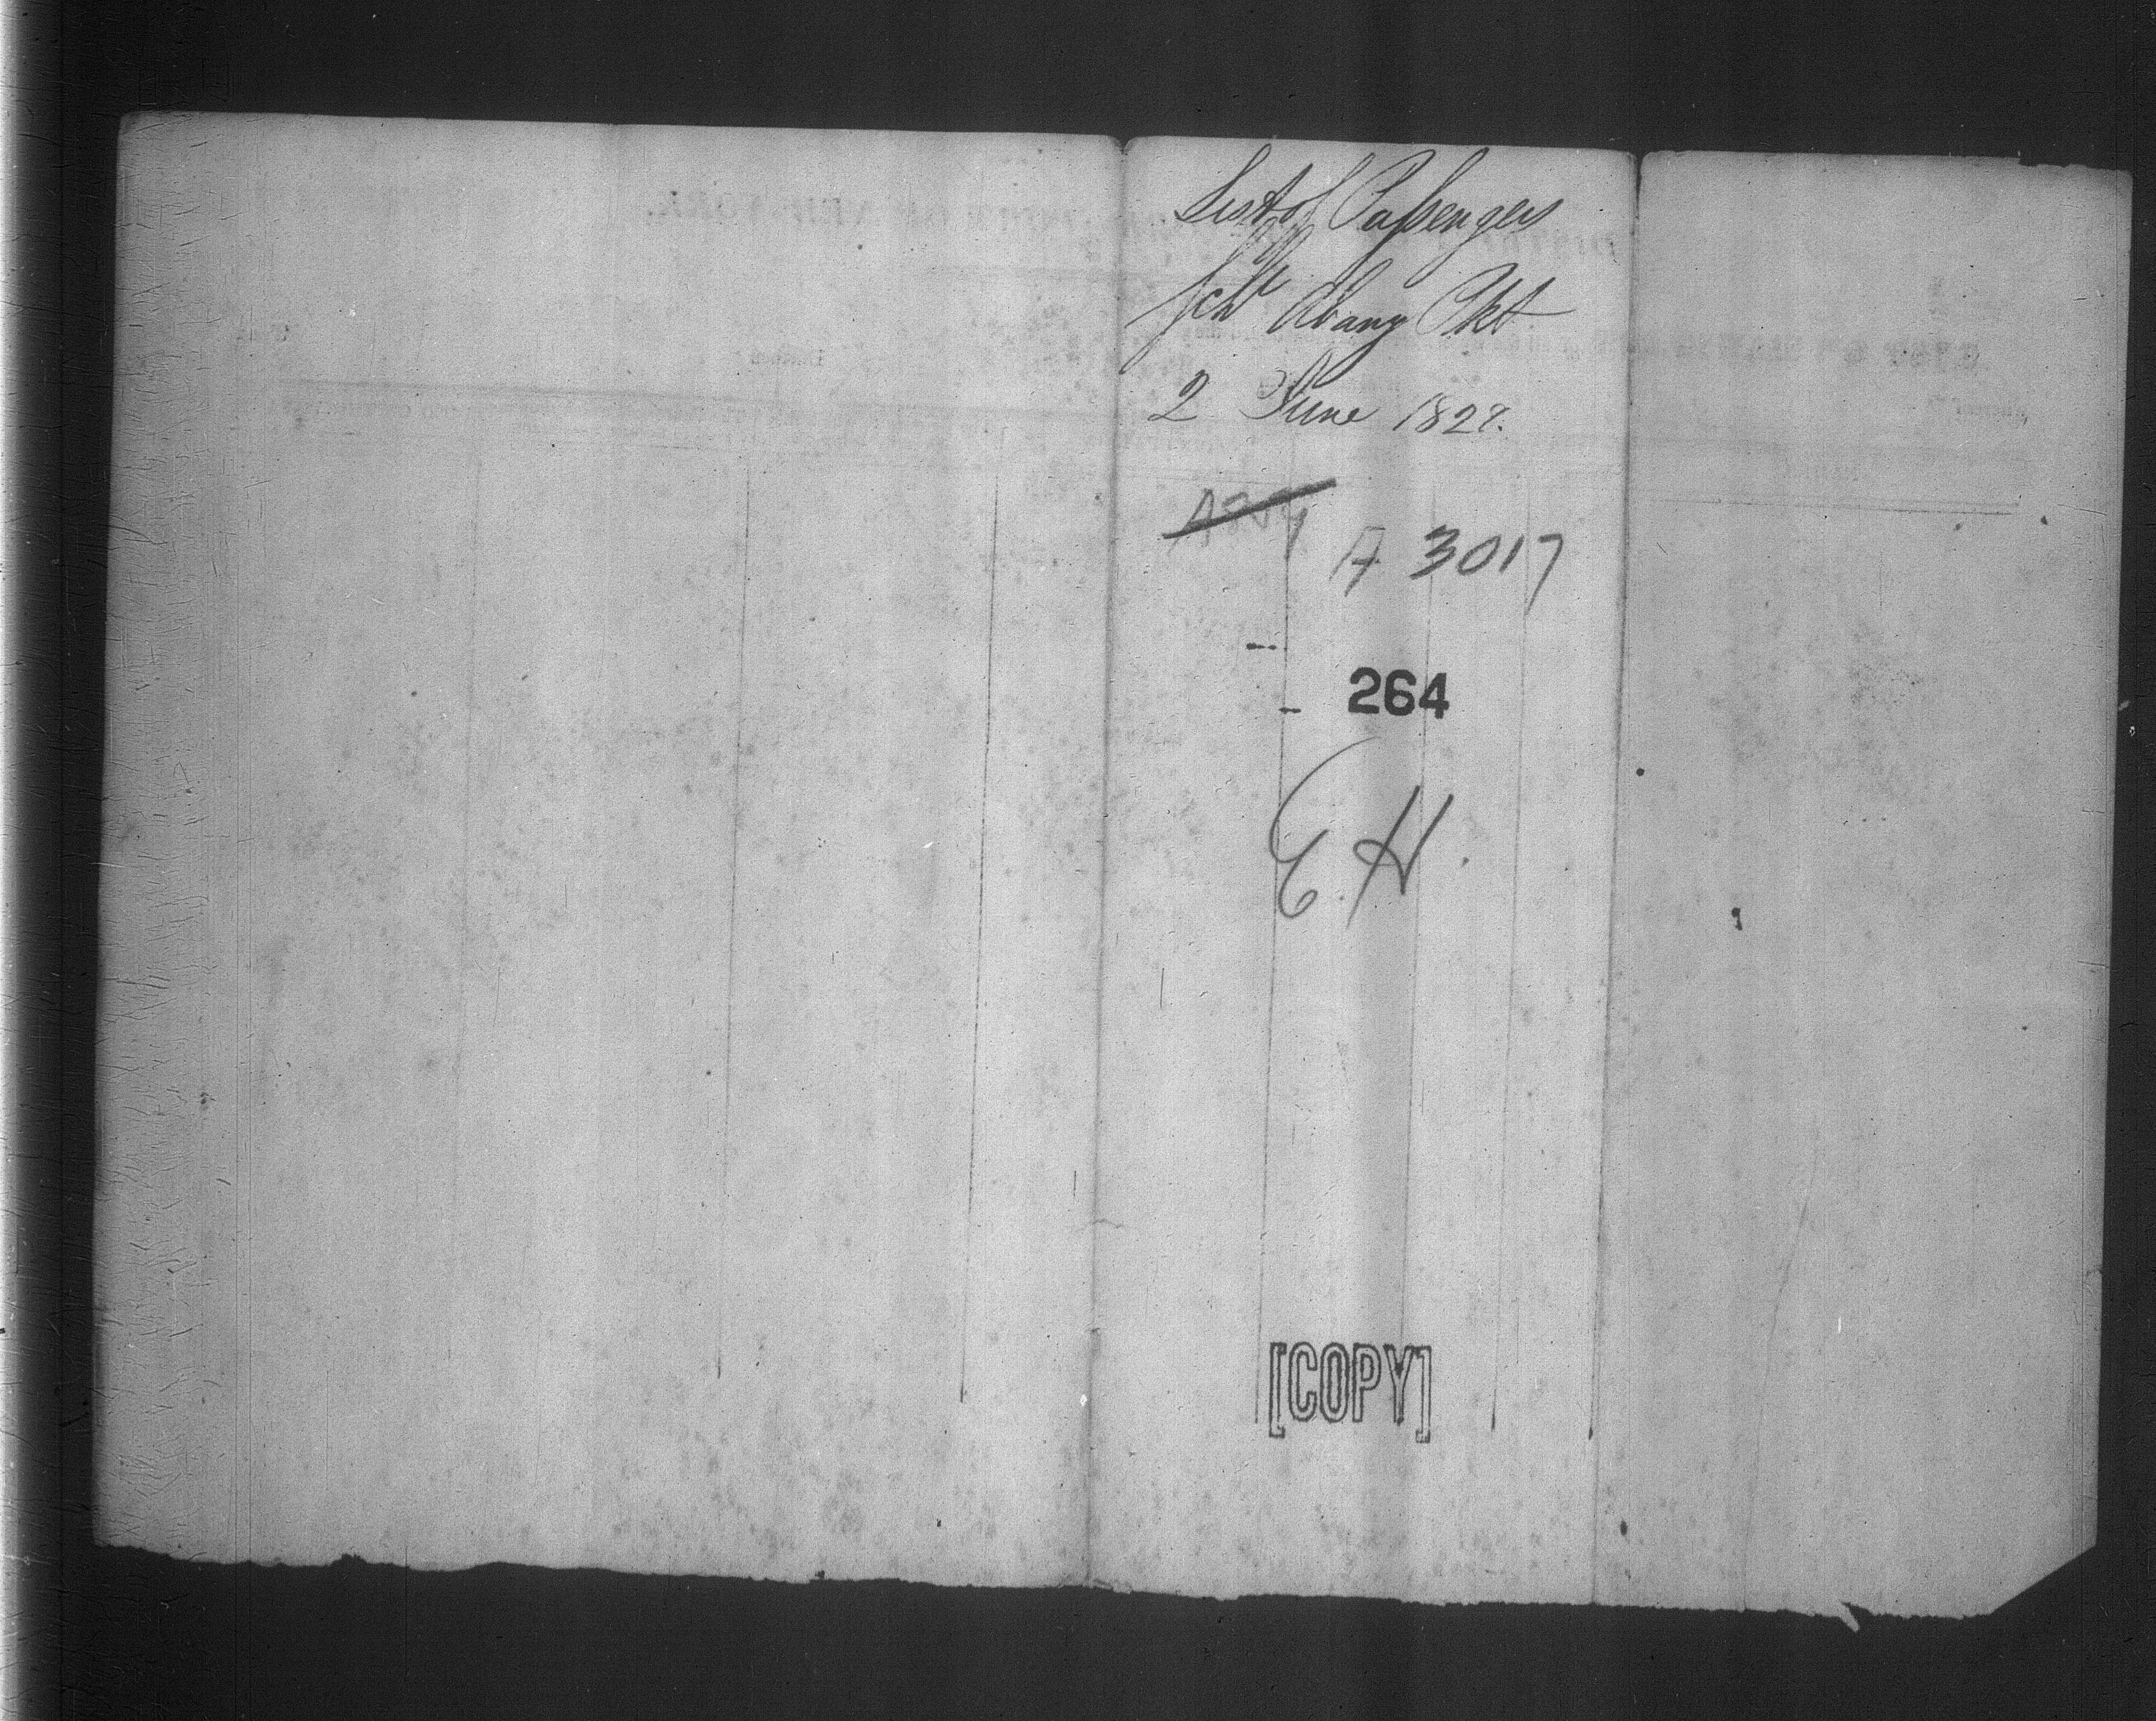 List of Passengers
Schr Albany Pkt
2 June 1828.
A 3017
264
E. H.
[COPY]